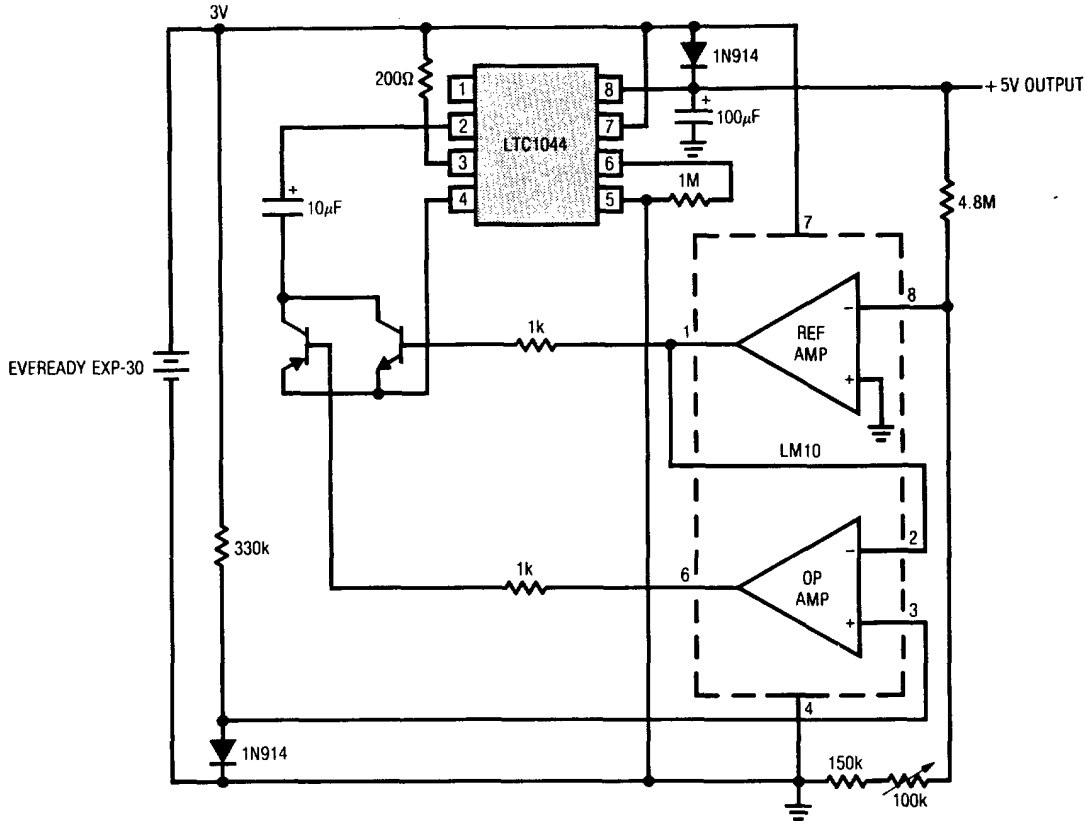 3V
200Ω
1
2
3
4
LTC1044
8
7
6
5
1N914
+
100µF
+ 5V OUTPUT
1M
4.8M
+
10µF
7
8
−
REF
AMP
+
1k
1
EVEREADY EXP-30
LM10
2
−
OP
AMP
+
3
330k
1k
6
4
1N914
150k
100k